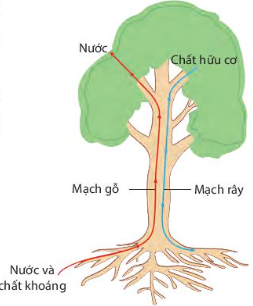 Nước
Chất hữu cơ
Mạch gỗ
Mạch rây
Nước và
chất khoáng